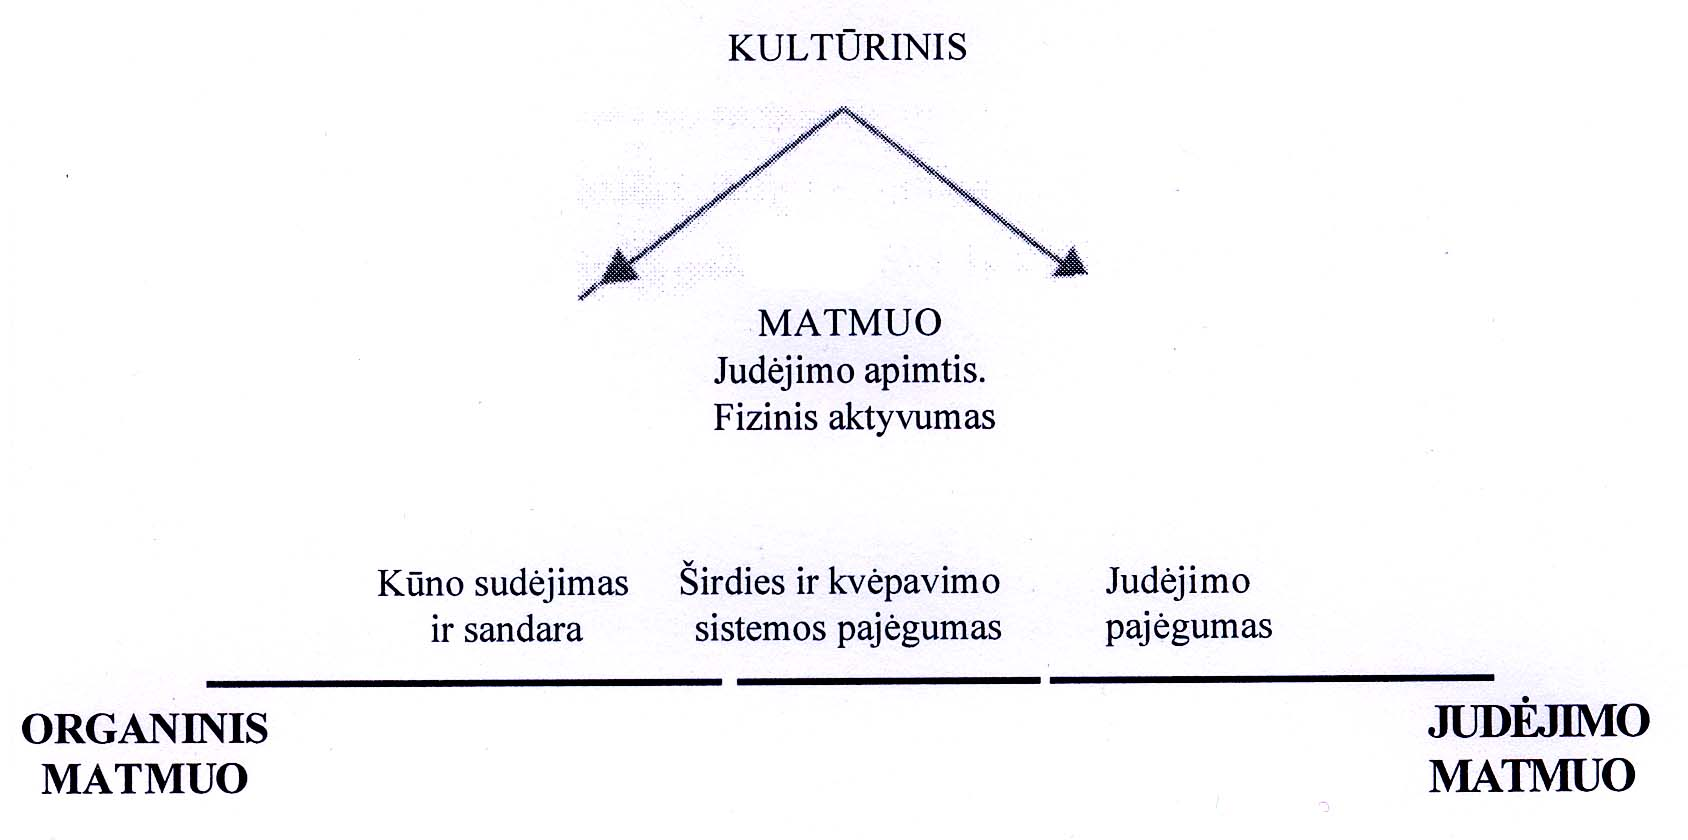 KULTŪRINIS
MATMUO
Judėjimo apimtis.
Fizinis aktyvumas
Kūno sudėjimas
ir sandara
Širdies ir kvėpavimo
sistemos pajėgumas
Judėjimo
pajėgumas
ORGANINIS
MATMUO
JUDĖJIMO
MATMUO